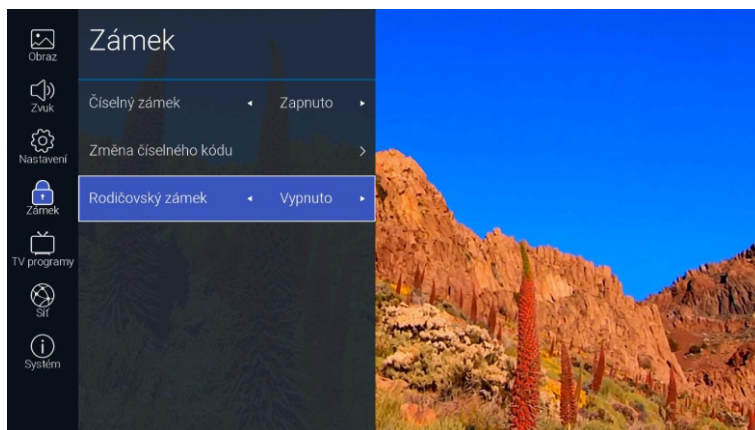 Obraz
Zvuk
Nastavení
Zámek
TV programy
Síť
Systém
Zámek
Číselný zámek Zapnuto
Změna číselného kódu
Rodičovský zámek Vypnuto